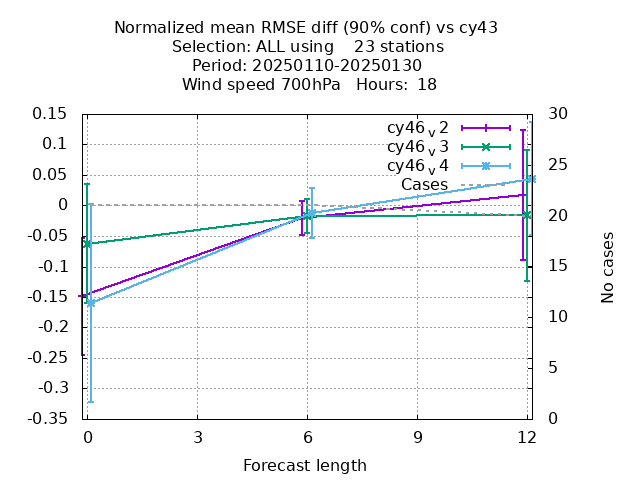 Normalized mean RMSE diff (90% conf) vs cy43
Selection: ALL using    23 stations
Period: 20250110-20250130
Wind speed 700hPa   Hours:  18
0.15
0.1
0.05
0
-0.05
-0.1
-0.15
-0.2
-0.25
-0.3
-0.35
cy46v2
cy46v3
cy46v4
Cases
30
25
20
15
10
5
0
No cases
0 3 6 9 12
Forecast length